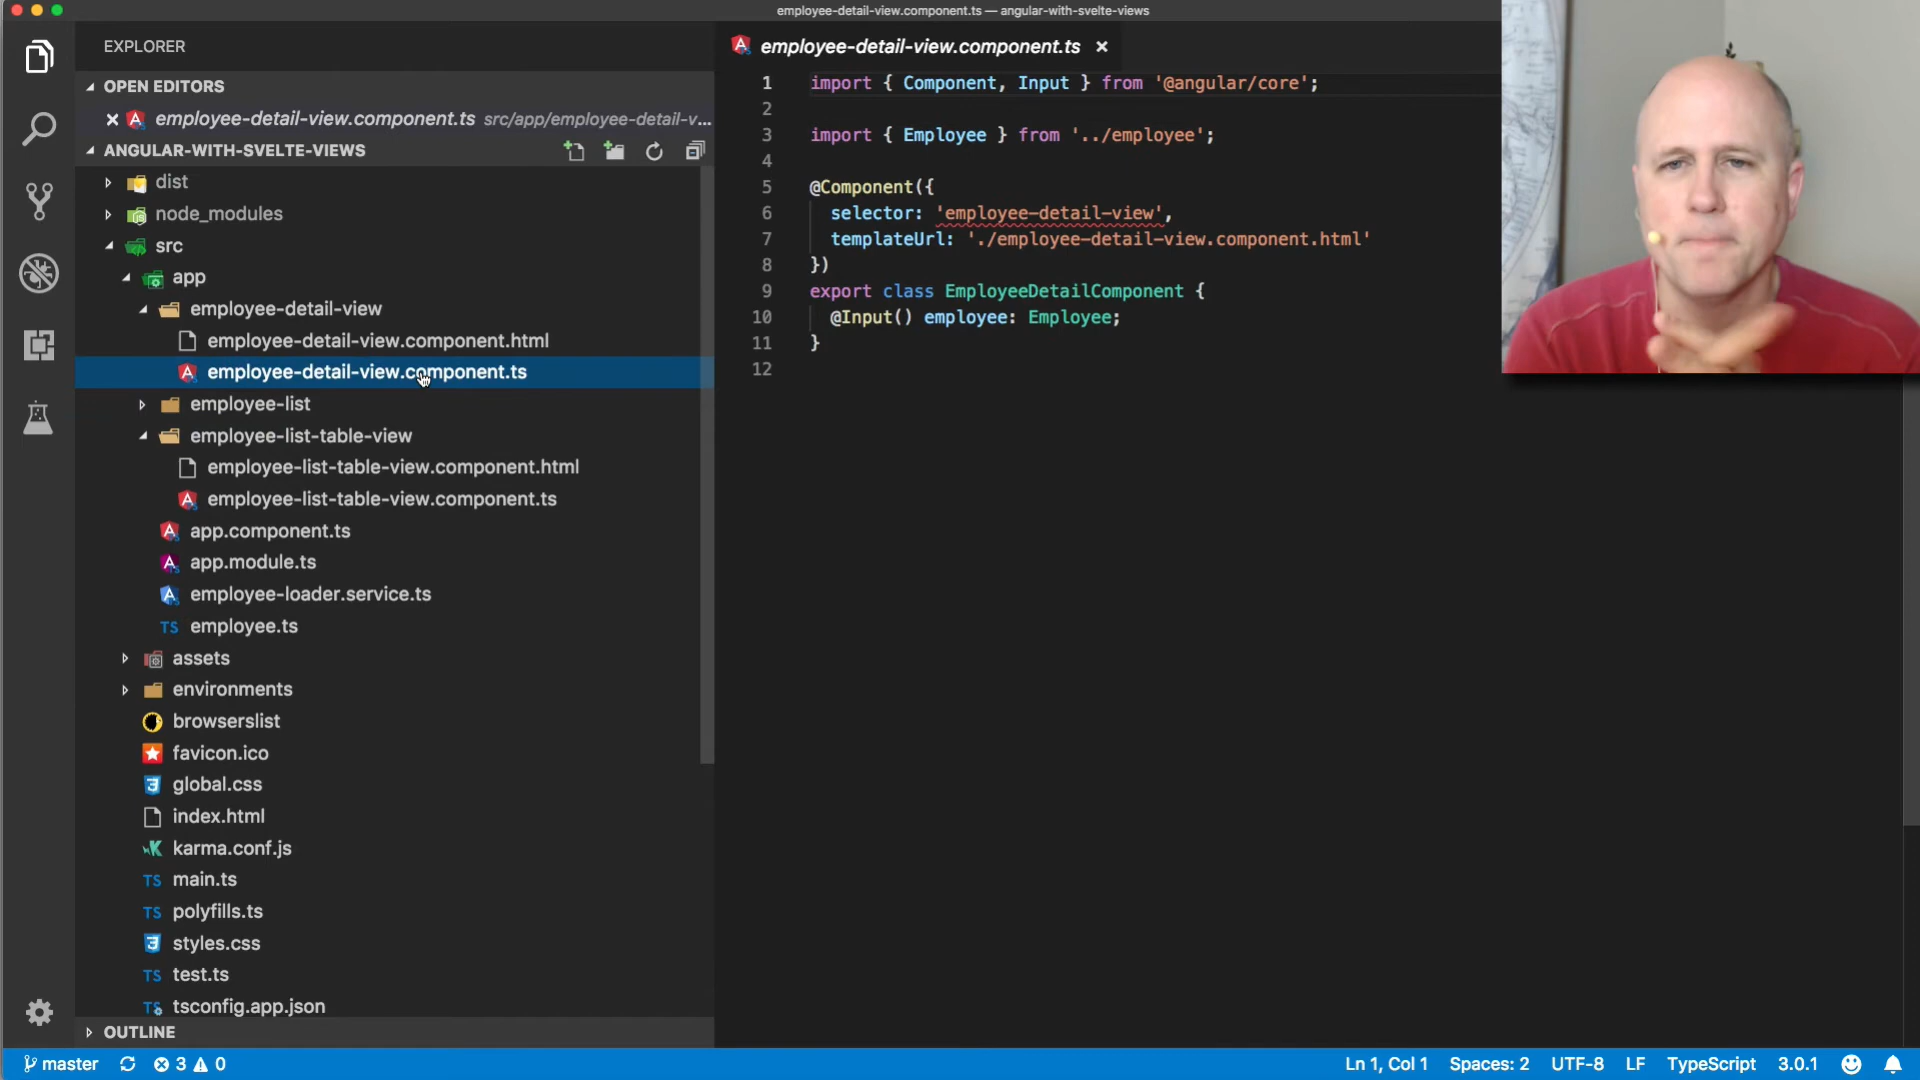 employee-detail-view.component.ts — angular-with-svelte-views
EXPLORER
OPEN EDITORS
employee-detail-view.component.ts src/app/employee-detail-v...
ANGULAR-WITH-SVELTE-VIEWS
dist
node_modules
src
app
employee-detail-view
employee-detail-view.component.html
employee-detail-view.component.ts
employee-list
employee-list-table-view
employee-list-table-view.component.html
employee-list-table-view.component.ts
app.component.ts
app.module.ts
employee-loader.service.ts
TS employee.ts
assets
environments
browserslist
favicon.ico
global.css
index.html
karma.conf.js
TS main.ts
TS polyfills.ts
styles.css
TS test.ts
TS tsconfig.app.json
OUTLINE
employee-detail-view.component.ts
1 import { Component, Input } from '@angular/core';
2
3 import { Employee } from '../employee';
4
5 @Component({
6 selector: 'employee-detail-view',
7 templateUrl: './employee-detail-view.component.html'
8 })
9 export class EmployeeDetailComponent {
10 @Input() employee: Employee;
11 }
12
master 3 0 Ln 1, Col 1 Spaces: 2 UTF-8 LF TypeScript 3.0.1